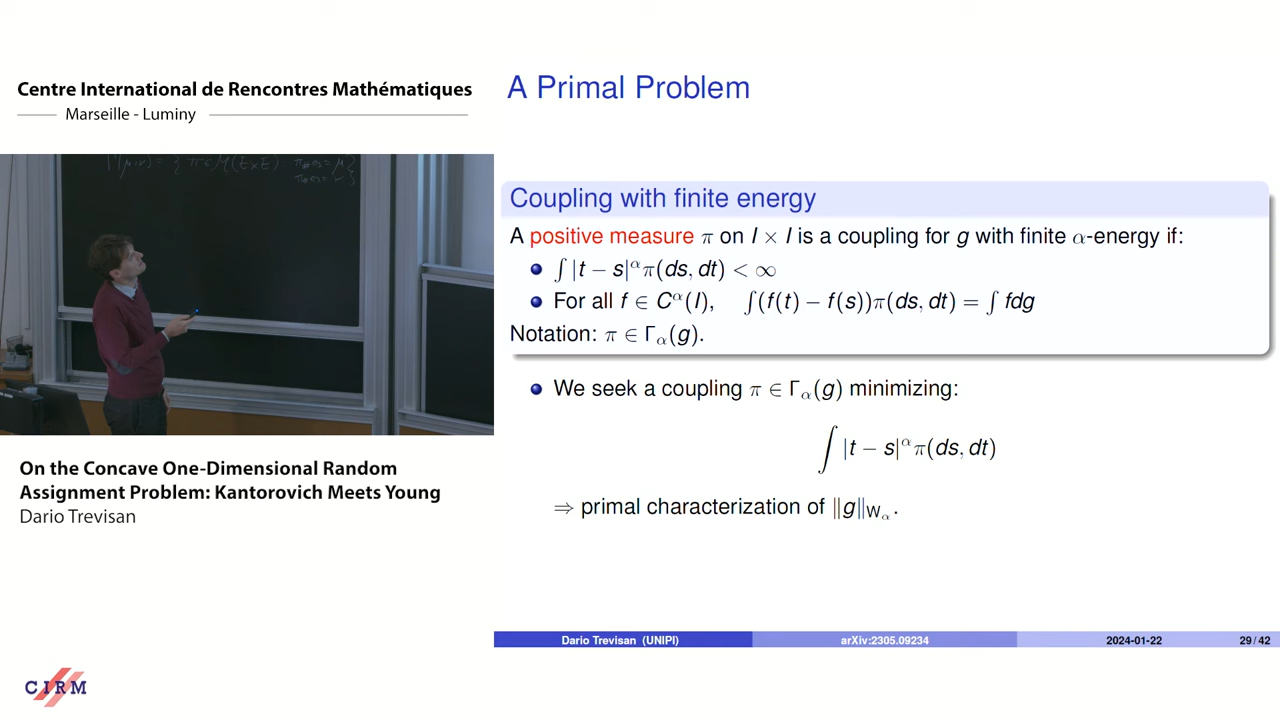 Centre International de Rencontres Mathématiques
Marseille - Luminy
On the Concave One-Dimensional Random
Assignment Problem: Kantorovich Meets Young
Dario Trevisan
CIRM
A Primal Problem
Coupling with finite energy
A positive measure π on I × I is a coupling for g with finite α-energy if:
∫ |t − s|^α π(ds, dt) < ∞
For all f ∈ C^α(I), ∫(f(t) − f(s))π(ds, dt) = ∫ fdg
Notation: π ∈ Γ_α(g).
We seek a coupling π ∈ Γ_α(g) minimizing:
∫ |t − s|^α π(ds, dt)
⇒ primal characterization of ‖g‖_{W_α}.
Dario Trevisan (UNIPI) arXiv:2305.09234 2024-01-22 29 / 42